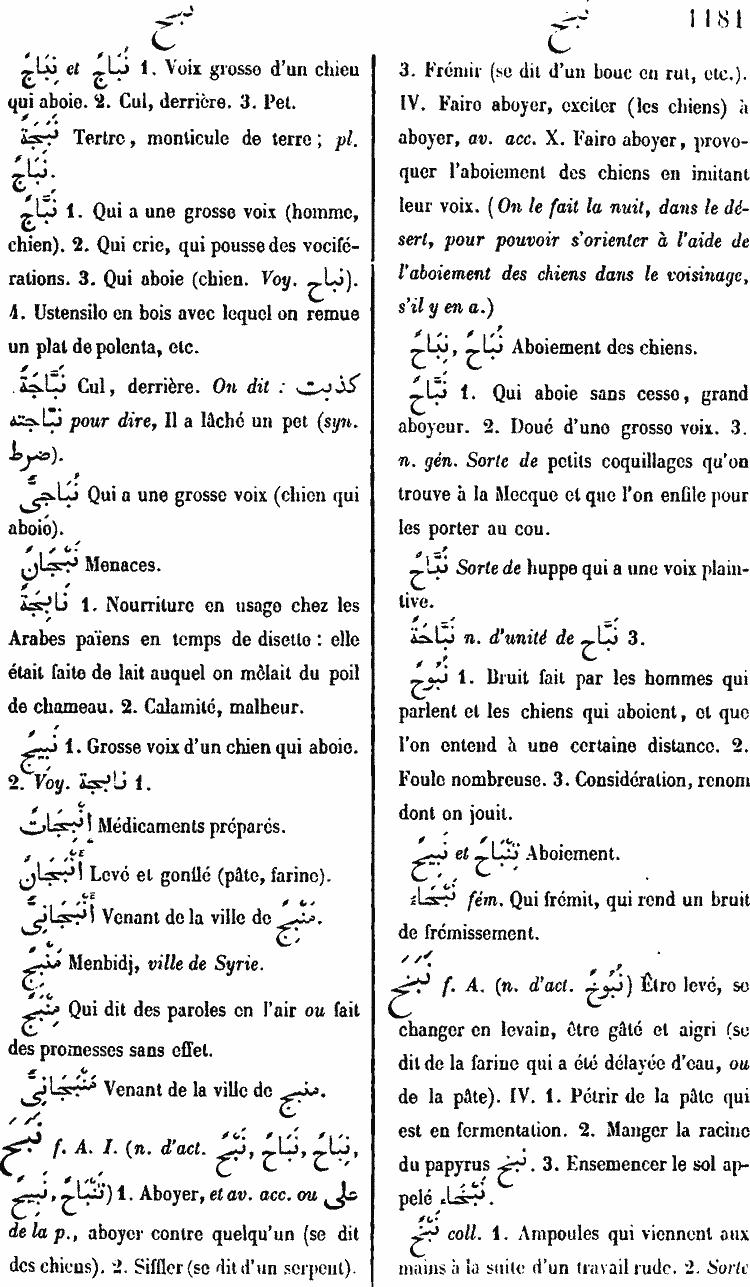 نبح
نبخ 1181
نُبَاجٌ et نِبَاجٌ 1. Voix grosse d'un chien
qui aboie. 2. Cul, derrière. 3. Pet.
نَبَجَةٌ Tertre, monticule de terre; pl.
نِبَاجٌ.
نَبَّاجٌ 1. Qui a une grosse voix (homme,
chien). 2. Qui crie, qui pousse des vocifé-
rations. 3. Qui aboie (chien. Voy. نباح).
4. Ustensile en bois avec lequel on remue
un plat de polenta, etc.
نَبَّاجَةٌ Cul, derrière. On dit : كذبت
نبّاجته pour dire, Il a lâché un pet (syn.
ضرط).
نُبَاجِىٌّ Qui a une grosse voix (chien qui
aboie).
نَبْجَانٌ Menaces.
نَابِجَةٌ 1. Nourriture en usage chez les
Arabes païens en temps de disette : elle
était faite de lait auquel on mêlait du poil
de chameau. 2. Calamité, malheur.
نَبِيجٌ 1. Grosse voix d'un chien qui aboie.
2. Voy. نابجة 1.
أَنْبِجَاتٌ Médicaments préparés.
أَنْبَجَانٌ Levé et gonflé (pâte, farine).
أَنْبَجَانِىٌّ Venant de la ville de مَنْبِجٌ.
مَنْبِجٌ Menbidj, ville de Syrie.
مُنَبِّجٌ Qui dit des paroles en l'air ou fait
des promesses sans effet.
مَنْبَجَانِىٌّ Venant de la ville de منبج.
نَبَحَ f. A. I. (n. d'act. نَبْحٌ, نُبَاحٌ, نِبَاحٌ,
نَبِيحٌ, تَنْبَاحٌ) 1. Aboyer, et av. acc. ou على
de la p., aboyer contre quelqu'un (se dit
des chiens). 2. Siffler (se dit d'un serpent).
3. Frémir (se dit d'un bouc en rut, etc.).
IV. Faire aboyer, exciter (les chiens) à
aboyer, av. acc. X. Faire aboyer, provo-
quer l'aboiement des chiens en imitant
leur voix. (On le fait la nuit, dans le dé-
sert, pour pouvoir s'orienter à l'aide de
l'aboiement des chiens dans le voisinage,
s'il y en a.)
نُبَاحٌ, نِبَاحٌ Aboiement des chiens.
نَبَّاحٌ 1. Qui aboie sans cesse, grand
aboyeur. 2. Doué d'une grosse voix. 3.
n. gén. Sorte de petits coquillages qu'on
trouve à la Mecque et que l'on enfile pour
les porter au cou.
نُبَّاحٌ Sorte de huppe qui a une voix plain-
tive.
نَبَّاحَةٌ n. d'unité de نَبَّاح 3.
نُبُوحٌ 1. Bruit fait par les hommes qui
parlent et les chiens qui aboient, et que
l'on entend à une certaine distance. 2.
Foule nombreuse. 3. Considération, renom
dont on jouit.
نَبِيحٌ et تَنْبَاحٌ Aboiement.
نَبْحَاءُ fém. Qui frémit, qui rend un bruit
de frémissement.
نَبَخَ f. A. (n. d'act. نُبُوخٌ) Être levé, se
changer en levain, être gâté et aigri (se
dit de la farine qui a été délayée d'eau, ou
de la pâte). IV. 1. Pétrir de la pâte qui
est en fermentation. 2. Manger la racine
du papyrus نبخ. 3. Ensemencer le sol ap-
pelé نَبْخَاء.
نَبْخٌ coll. 1. Ampoules qui viennent aux
mains à la suite d'un travail rude. 2. Sorte